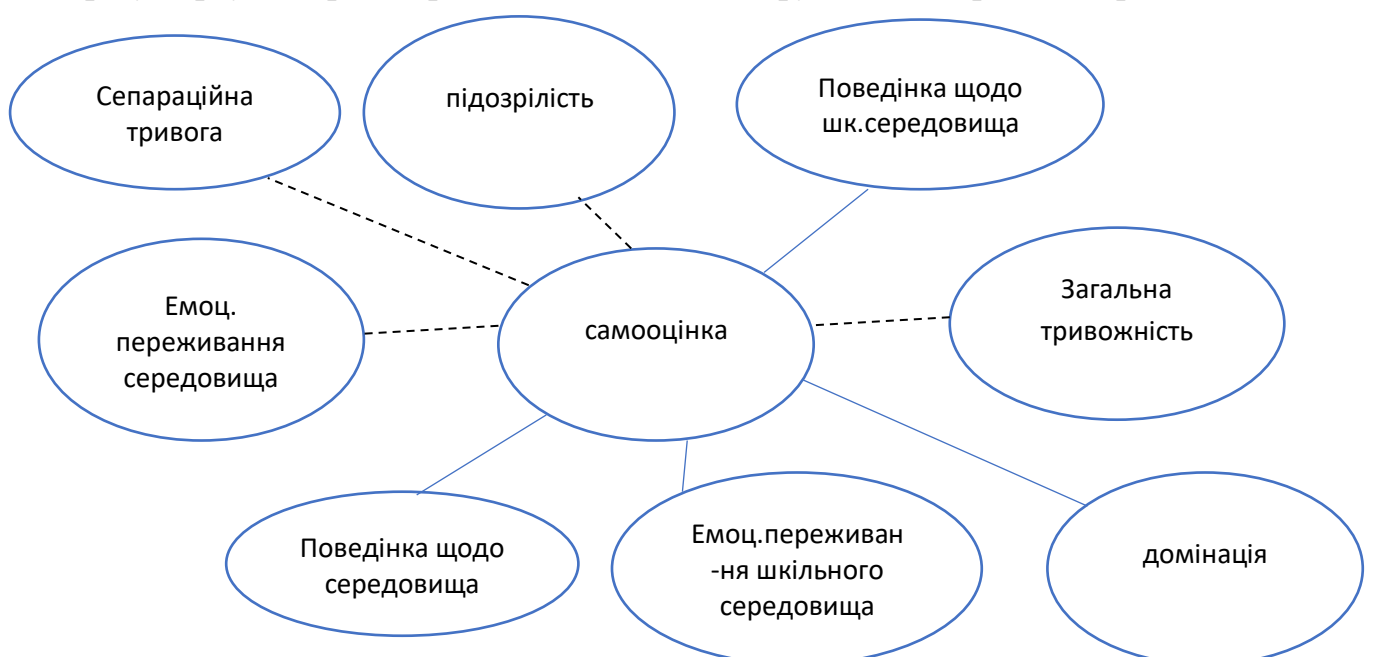 Сепараційна
тривога
підозрілість
Поведінка щодо
шк.середовища
Емоц.
переживання
середовища
самооцінка
Загальна
тривожність
Поведінка щодо
середовища
Емоц.переживан
-ня шкільного
середовища
домінація